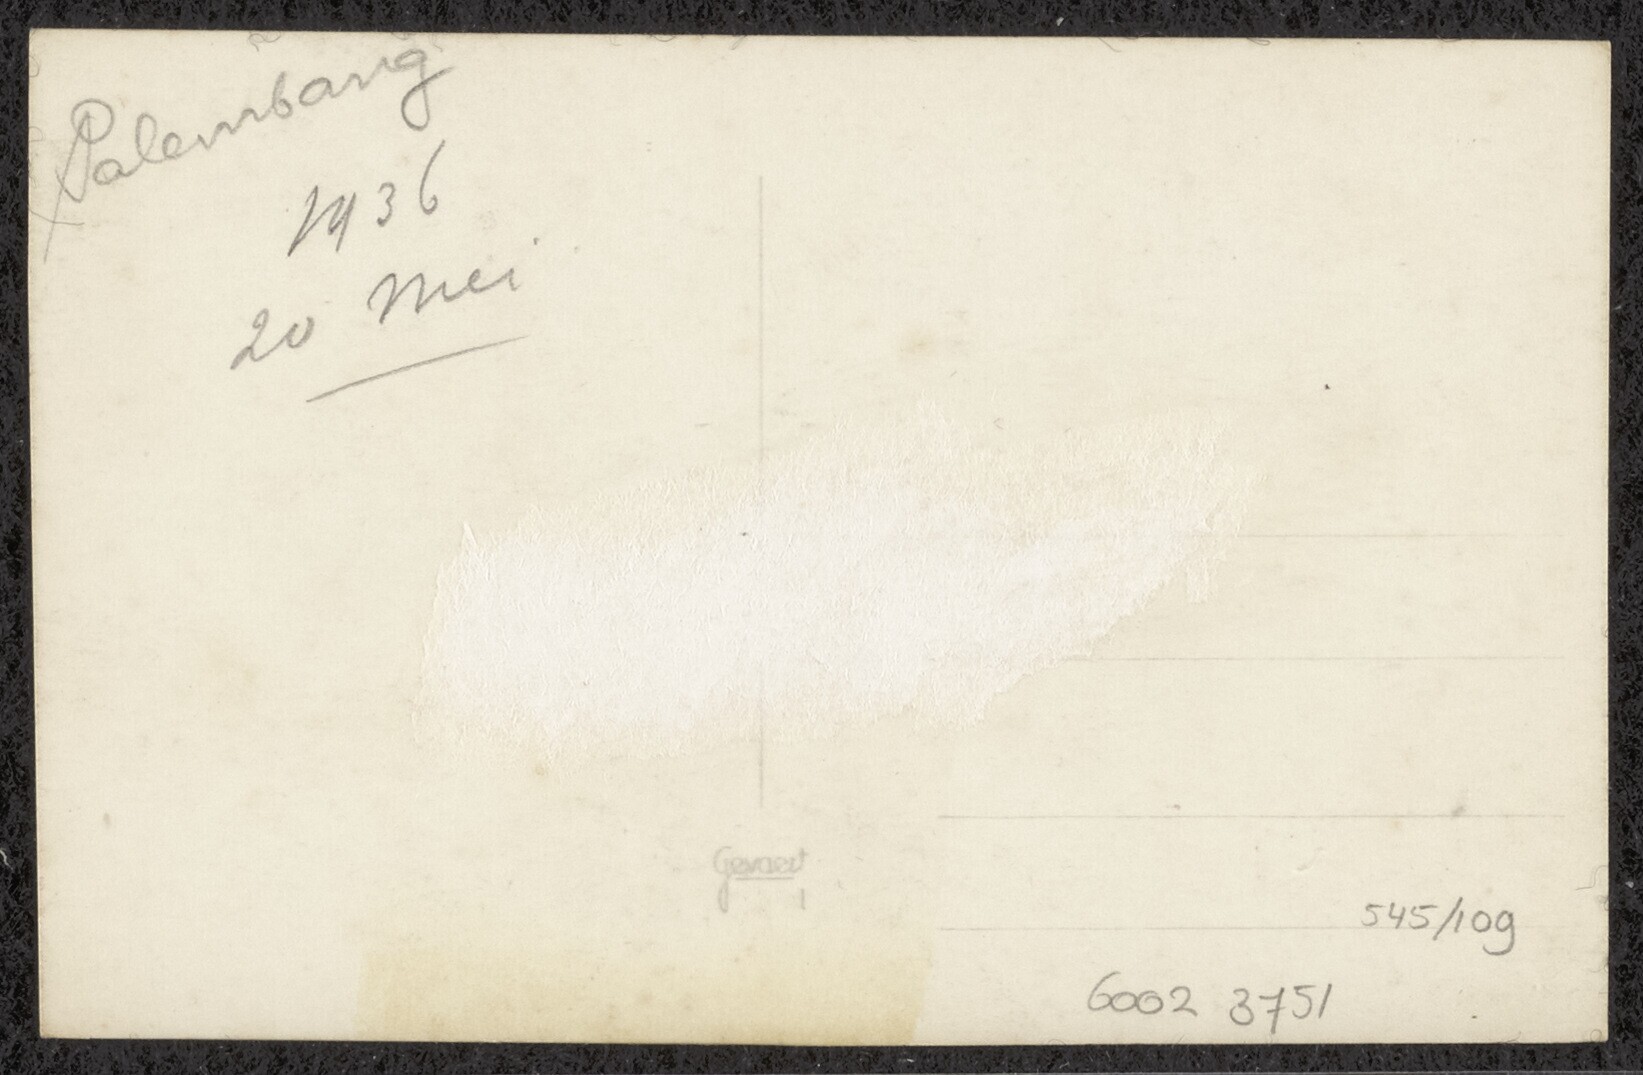 Palembang
1936
20 Mei
Gevaert
545/109
6002 3751